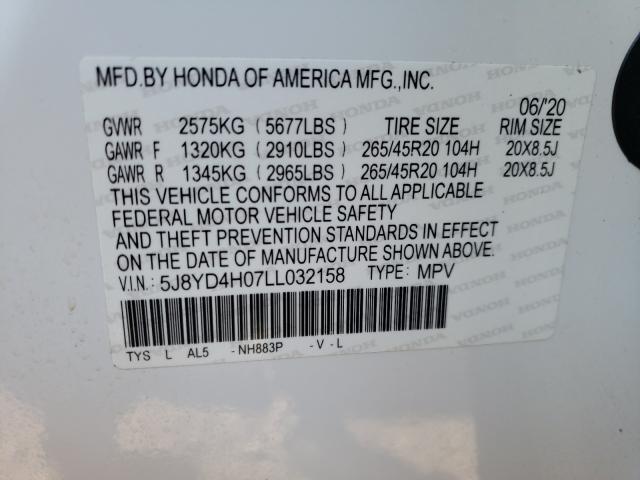 MFD.BY HONDA OF AMERICA MFG.,INC.
06/'20
GVWR 2575KG (5677LBS) TIRE SIZE RIM SIZE
GAWR F 1320KG (2910LBS) 265/45R20 104H 20X8.5J
GAWR R 1345KG (2965LBS) 265/45R20 104H 20X8.5J
THIS VEHICLE CONFORMS TO ALL APPLICABLE
FEDERAL MOTOR VEHICLE SAFETY
AND THEFT PREVENTION STANDARDS IN EFFECT
ON THE DATE OF MANUFACTURE SHOWN ABOVE.
V.I.N.: 5J8YD4H07LL032158 TYPE: MPV
TYS L AL5 -NH883P -V-L